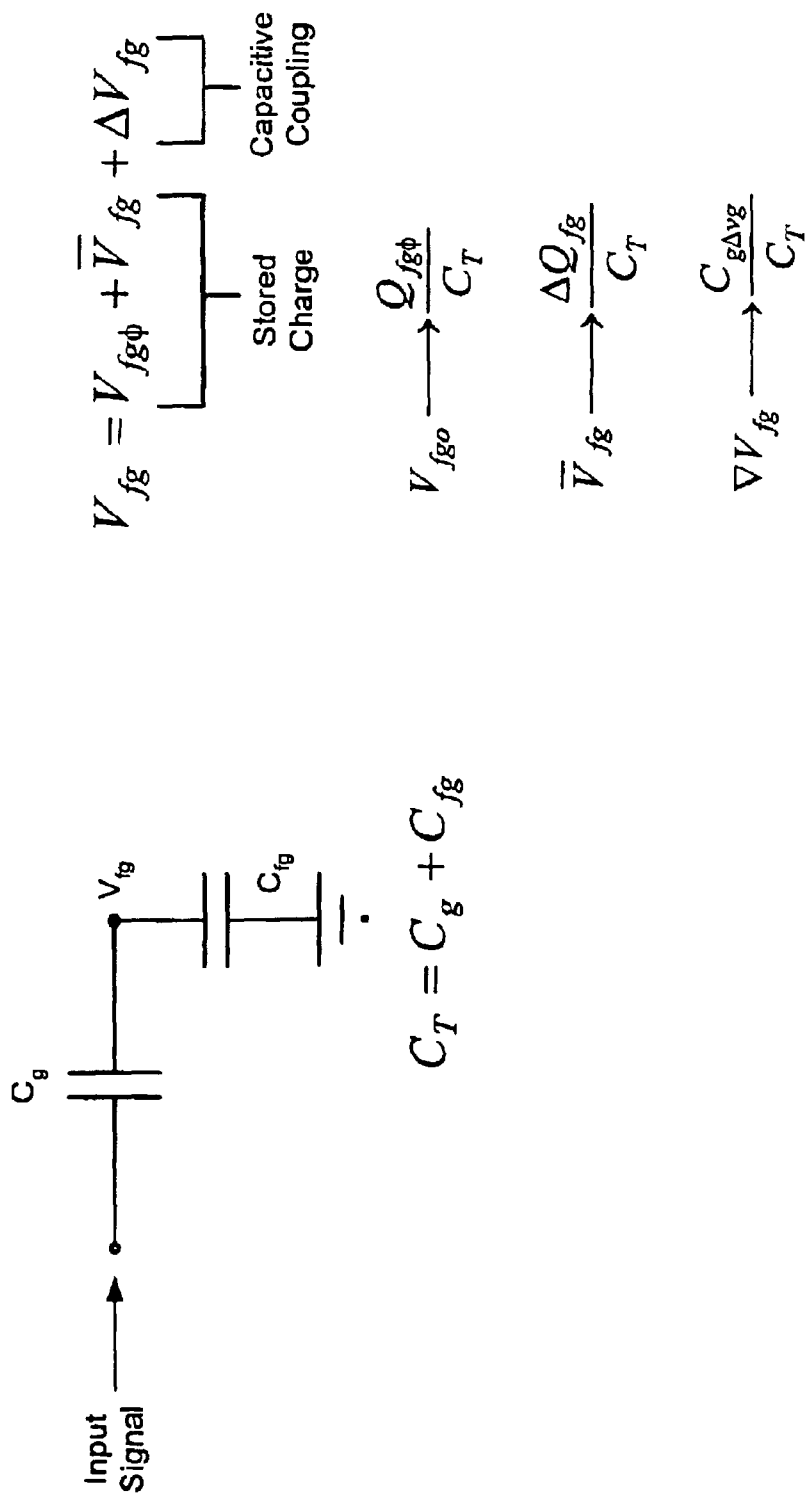 Input
Signal
C_g
V_fg
C_fg
C_T = C_g + C_fg
V_fg = V_fgϕ + V̅_fg + ΔV_fg
Stored
Charge
Capacitive
Coupling
V_fgo → Q_fgϕ / C_T
V̅_fg → ΔQ_fg / C_T
∇V_fg → C_gΔvg / C_T